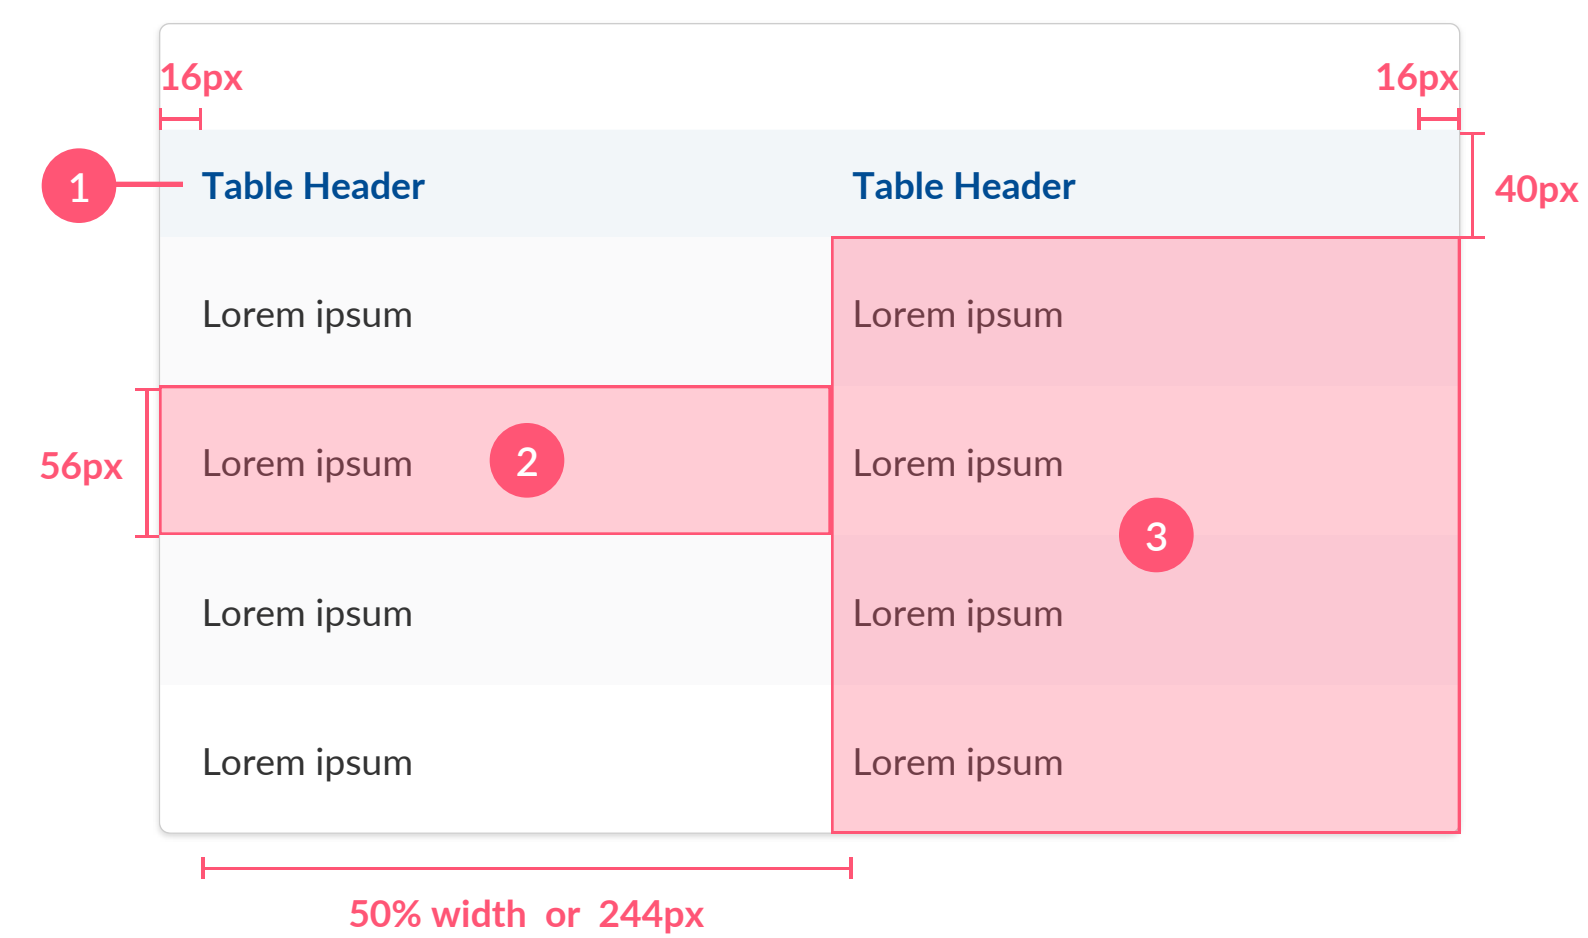 16px 16px
1 Table Header Table Header 40px
Lorem ipsum Lorem ipsum
56px Lorem ipsum 2 Lorem ipsum
3
Lorem ipsum Lorem ipsum
Lorem ipsum Lorem ipsum
50% width or 244px